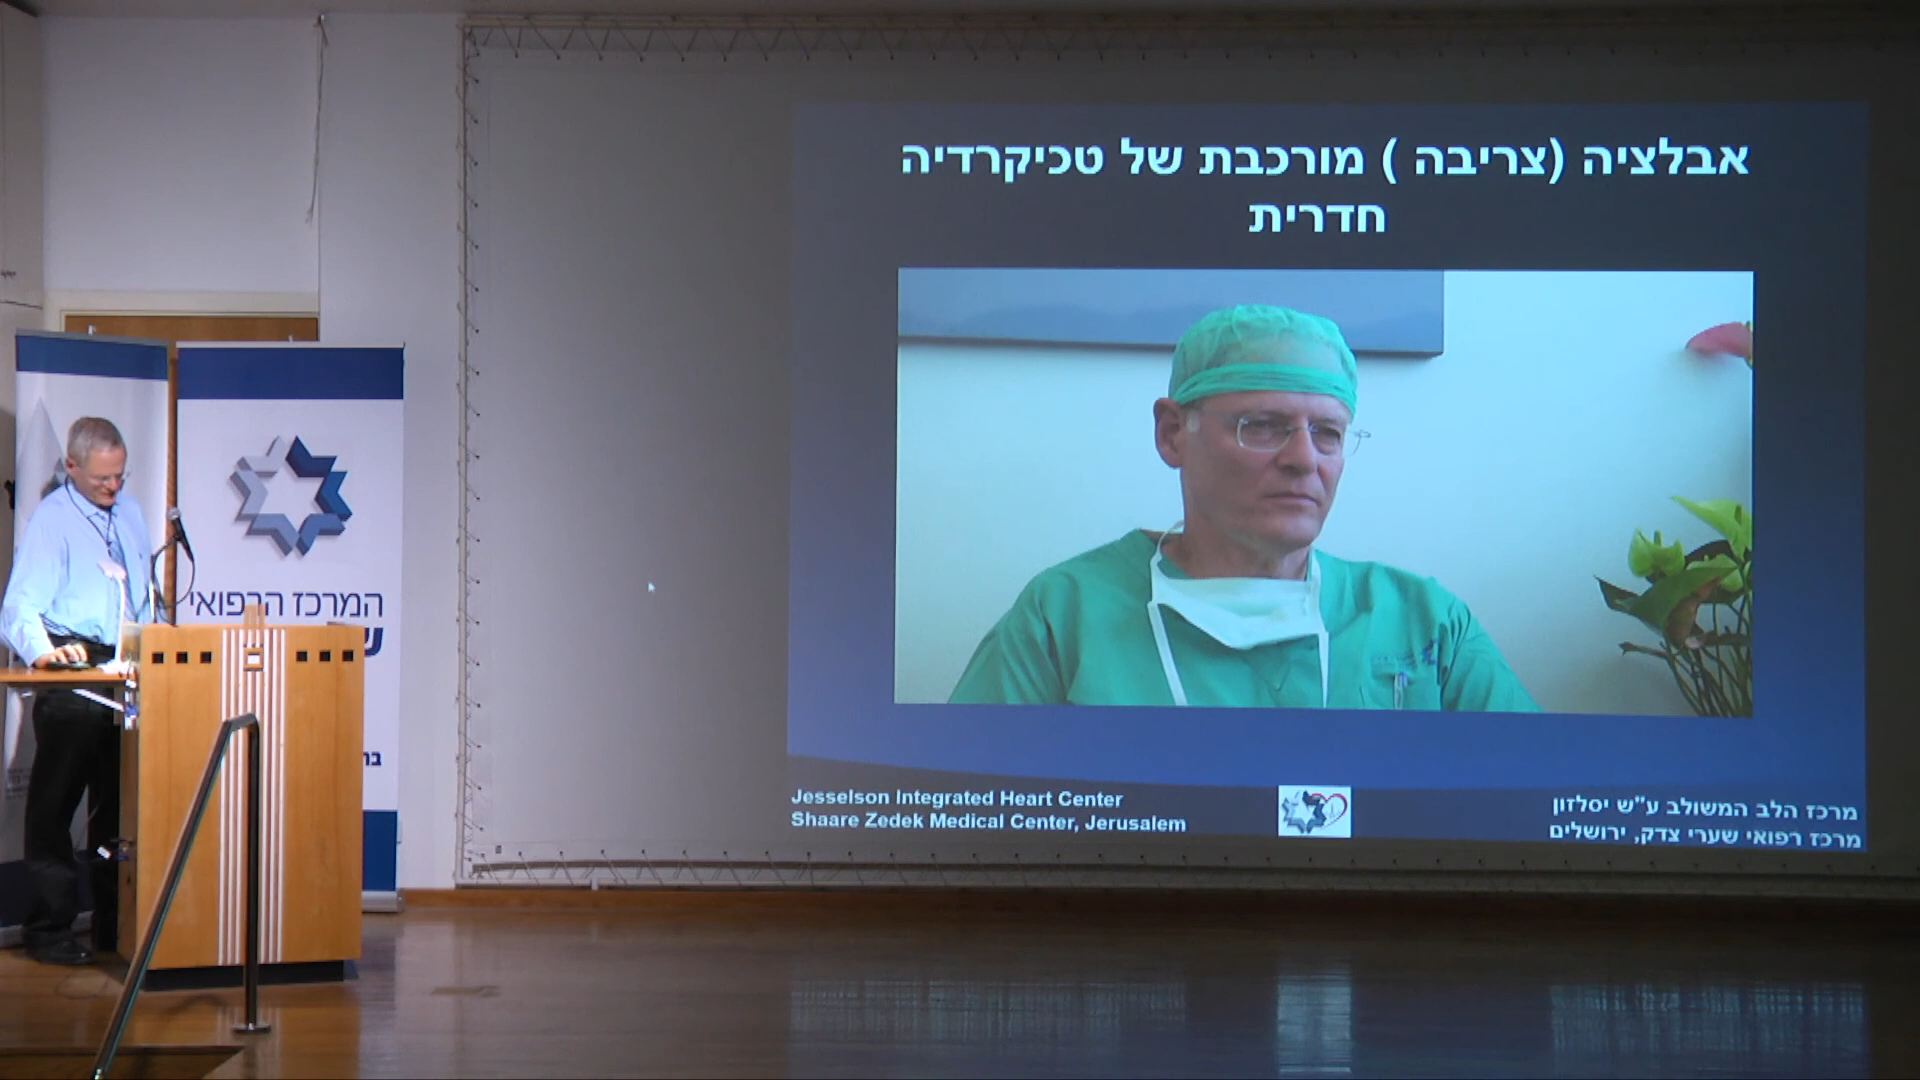 אבלציה (צריבה ) מורכבת של טכיקרדיה
חדרית
Jesselson Integrated Heart Center
Shaare Zedek Medical Center, Jerusalem
מרכז הלב המשולב ע"ש יסלזון
מרכז רפואי שערי צדק, ירושלים
המרכז הרפואי